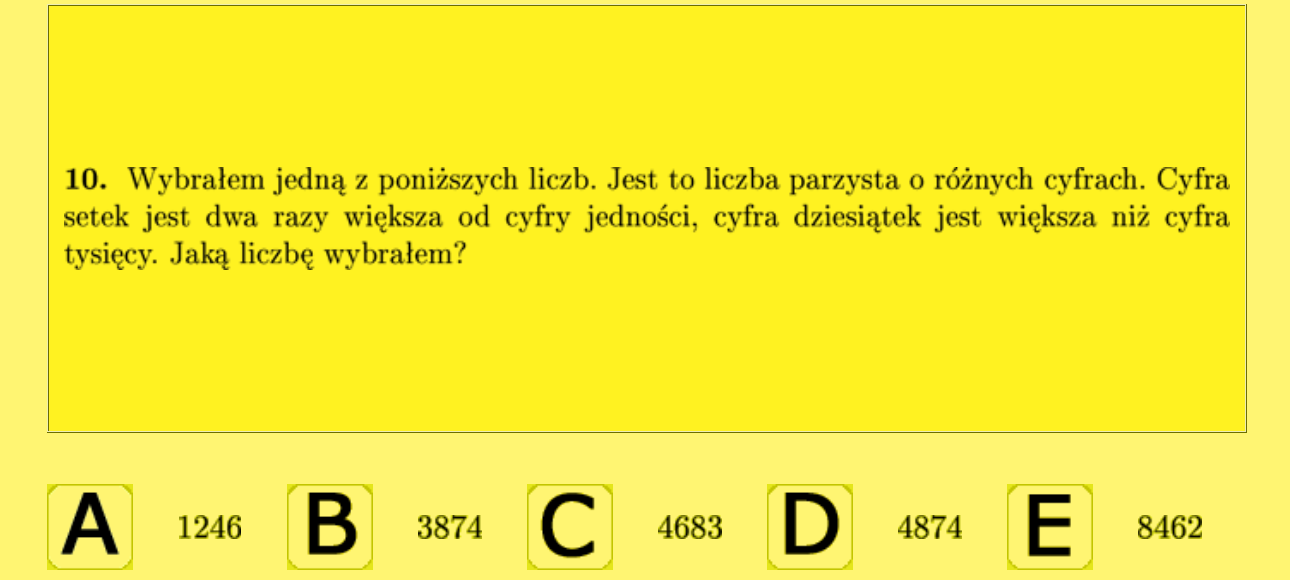 10. Wybrałem jedną z poniższych liczb. Jest to liczba parzysta o różnych cyfrach. Cyfra
setek jest dwa razy większa od cyfry jedności, cyfra dziesiątek jest większa niż cyfra
tysięcy. Jaką liczbę wybrałem?
A 1246 B 3874 C 4683 D 4874 E 8462